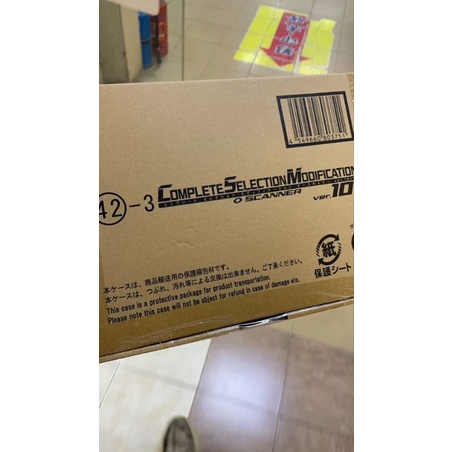 4 549660 803751
42-3
COMPLETE SELECTION MODIFICATION
O SCANNER
ver. 10
紙
保護シート
本ケースは、商品輸送用の保護梱包材です。
本ケースは、つぶれ、汚れ等による交換は出来ません。ご了承ください。
This case is a protective package for product transportation.
Please note this case will not be object for refund in case of damage etc.